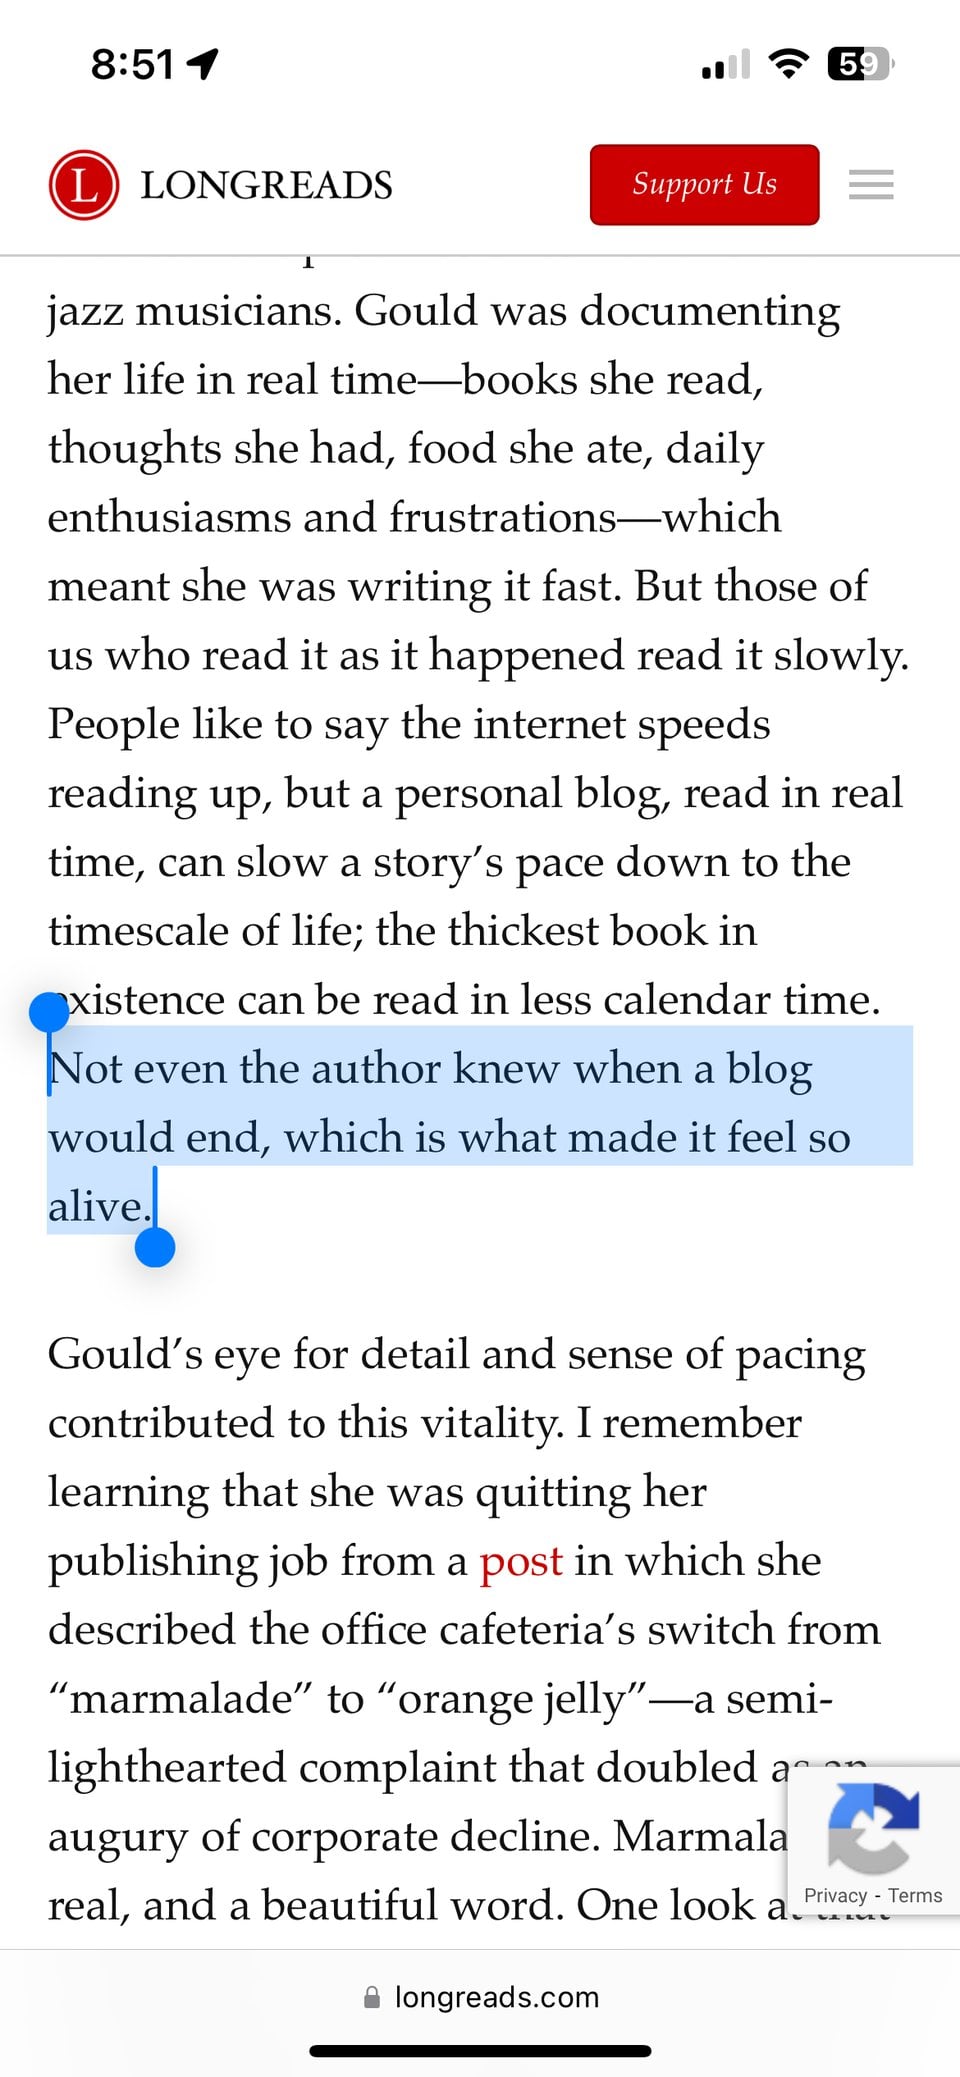 8:51
59
L LONGREADS
Support Us
jazz musicians. Gould was documenting
her life in real time—books she read,
thoughts she had, food she ate, daily
enthusiasms and frustrations—which
meant she was writing it fast. But those of
us who read it as it happened read it slowly.
People like to say the internet speeds
reading up, but a personal blog, read in real
time, can slow a story’s pace down to the
timescale of life; the thickest book in
existence can be read in less calendar time.
Not even the author knew when a blog
would end, which is what made it feel so
alive.
Gould’s eye for detail and sense of pacing
contributed to this vitality. I remember
learning that she was quitting her
publishing job from a post in which she
described the office cafeteria’s switch from
“marmalade” to “orange jelly”—a semi-
lighthearted complaint that doubled as an
augury of corporate decline. Marmala
real, and a beautiful word. One look at that
Privacy - Terms
longreads.com